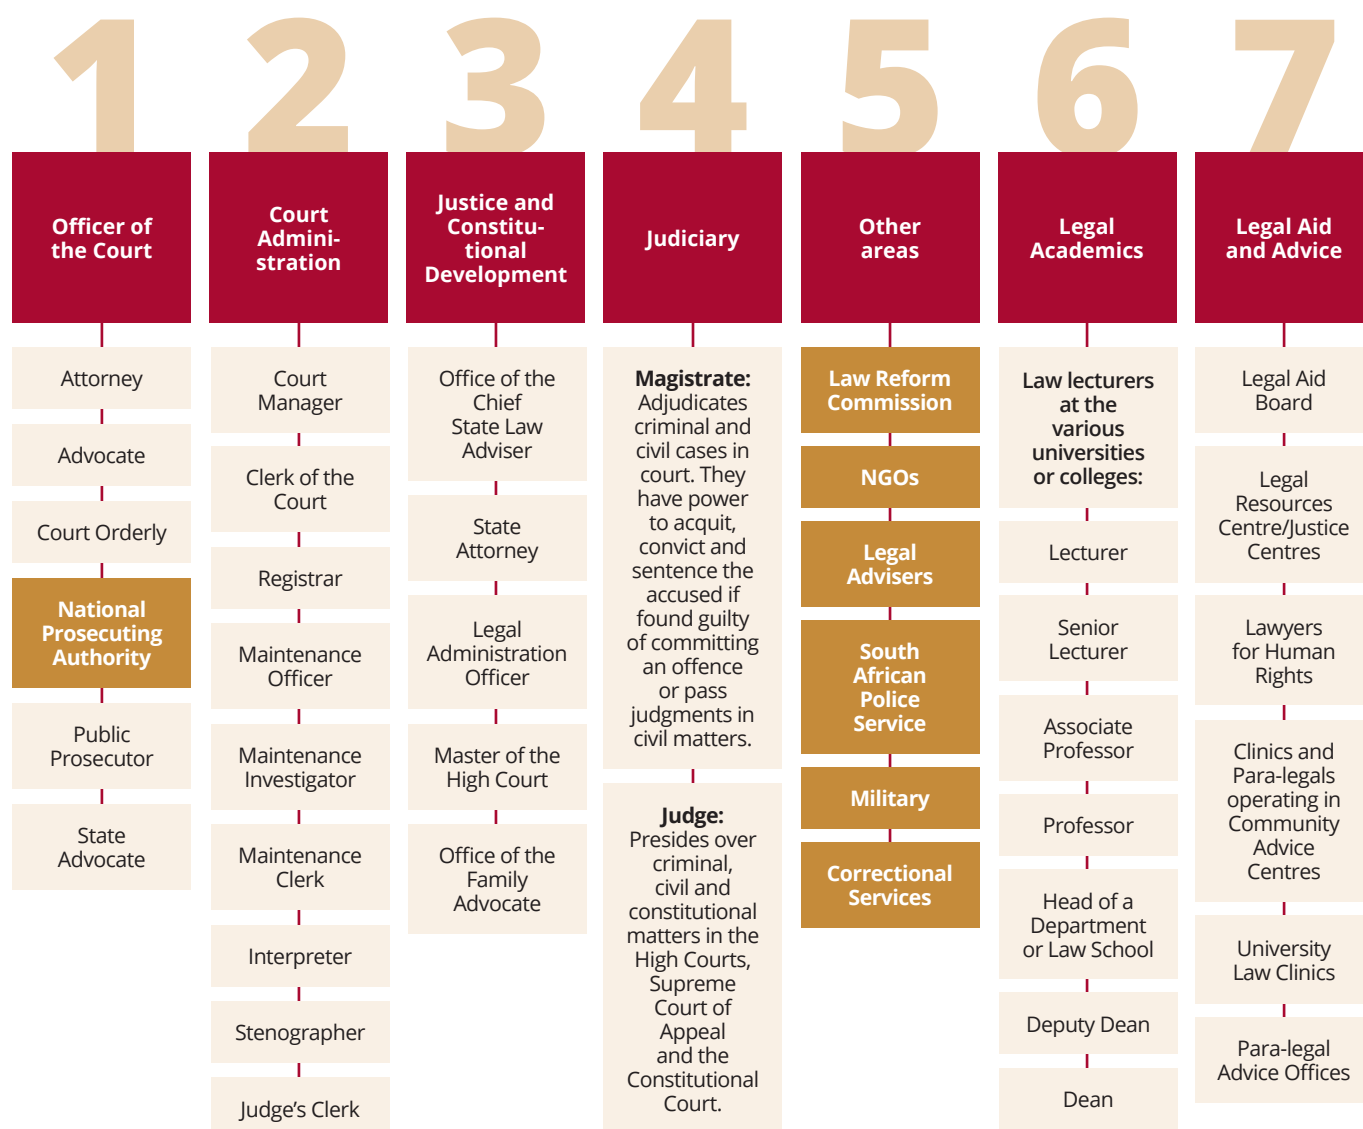 1
Officer of
the Court
Attorney
Advocate
Court Orderly
National
Prosecuting
Authority
Public
Prosecutor
State
Advocate
2
Court
Admini-
stration
Court
Manager
Clerk of the
Court
Registrar
Maintenance
Officer
Maintenance
Investigator
Maintenance
Clerk
Interpreter
Stenographer
Judge’s Clerk
3
Justice and
Constitu-
tional
Development
Office of the
Chief
State Law
Adviser
State
Attorney
Legal
Administration
Officer
Master of the
High Court
Office of the
Family
Advocate
4
Judiciary
Magistrate:
Adjudicates
criminal and
civil cases in
court. They
have power
to acquit,
convict and
sentence the
accused if
found guilty
of committing
an offence
or pass
judgments in
civil matters.
Judge:
Presides over
criminal,
civil and
constitutional
matters in the
High Courts,
Supreme
Court of
Appeal
and the
Constitutional
Court.
5
Other
areas
Law Reform
Commission
NGOs
Legal
Advisers
South
African
Police
Service
Military
Correctional
Services
6
Legal
Academics
Law lecturers
at the
various
universities
or colleges:
Lecturer
Senior
Lecturer
Associate
Professor
Professor
Head of a
Department
or Law School
Deputy Dean
Dean
7
Legal Aid
and Advice
Legal Aid
Board
Legal
Resources
Centre/Justice
Centres
Lawyers
for Human
Rights
Clinics and
Para-legals
operating in
Community
Advice
Centres
University
Law Clinics
Para-legal
Advice Offices